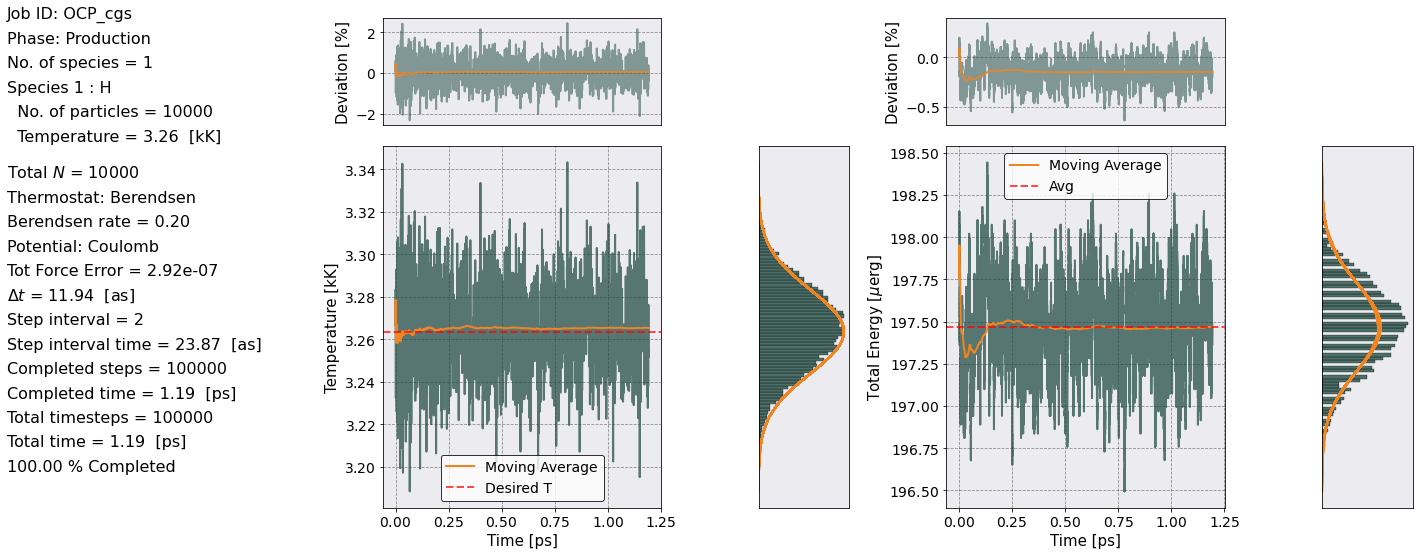 Job ID: OCP_cgs
Phase: Production
No. of species = 1
Species 1 : H
No. of particles = 10000
Temperature = 3.26 [kK]
Total N = 10000
Thermostat: Berendsen
Berendsen rate = 0.20
Potential: Coulomb
Tot Force Error = 2.92e-07
Δt = 11.94 [as]
Step interval = 2
Step interval time = 23.87 [as]
Completed steps = 100000
Completed time = 1.19 [ps]
Total timesteps = 100000
Total time = 1.19 [ps]
100.00 % Completed
Deviation [%]
2
0
−2
Temperature [kK]
3.34
3.32
3.30
3.28
3.26
3.24
3.22
3.20
Moving Average
Desired T
0.00 0.25 0.50 0.75 1.00 1.25
Time [ps]
Deviation [%]
0.0
−0.5
Total Energy [μerg]
198.50
198.25
198.00
197.75
197.50
197.25
197.00
196.75
196.50
Moving Average
Avg
0.00 0.25 0.50 0.75 1.00 1.25
Time [ps]